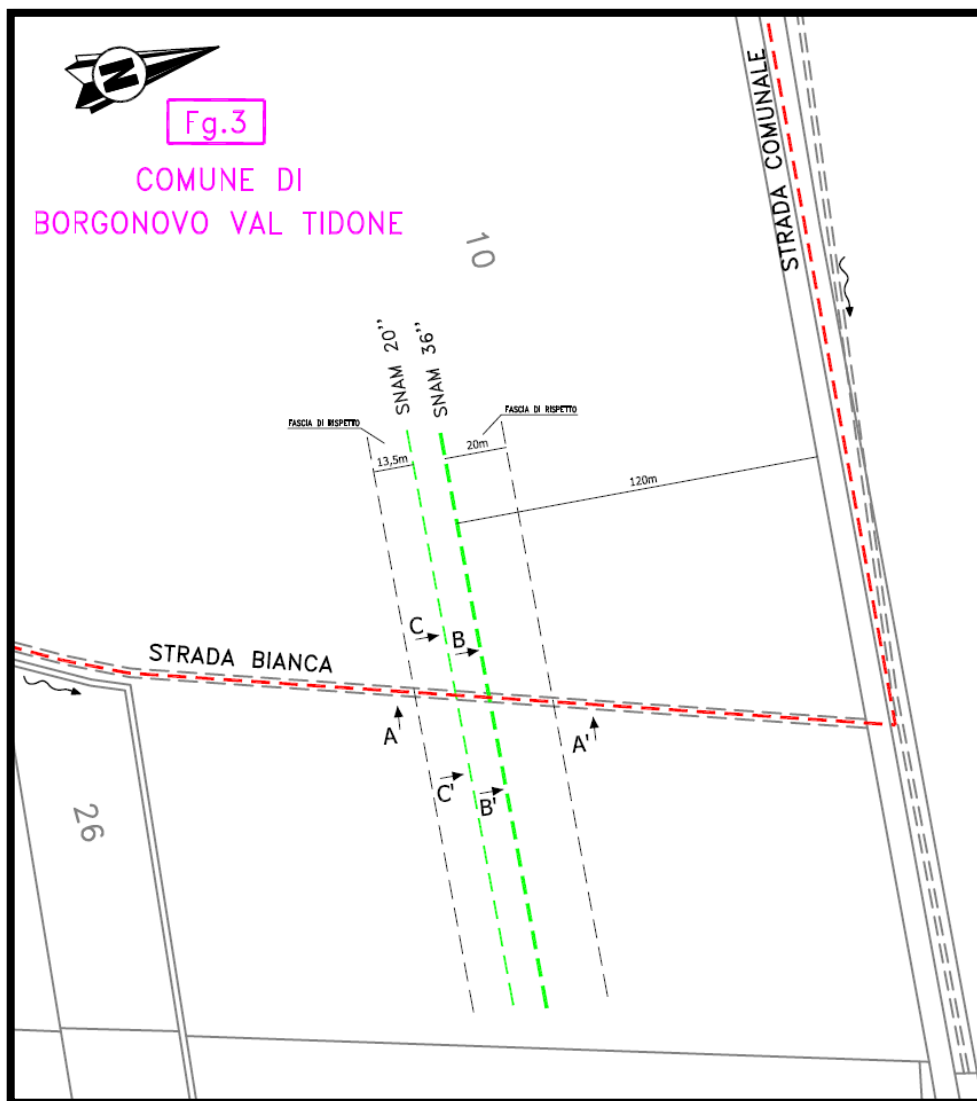 N
Fg.3
COMUNE DI
BORGONOVO VAL TIDONE
10
STRADA COMUNALE
SNAM 20"
SNAM 36"
FASCIA DI RISPETTO
FASCIA DI RISPETTO
13,5m
20m
120m
C
B
STRADA BIANCA
A
A'
C'
B'
26